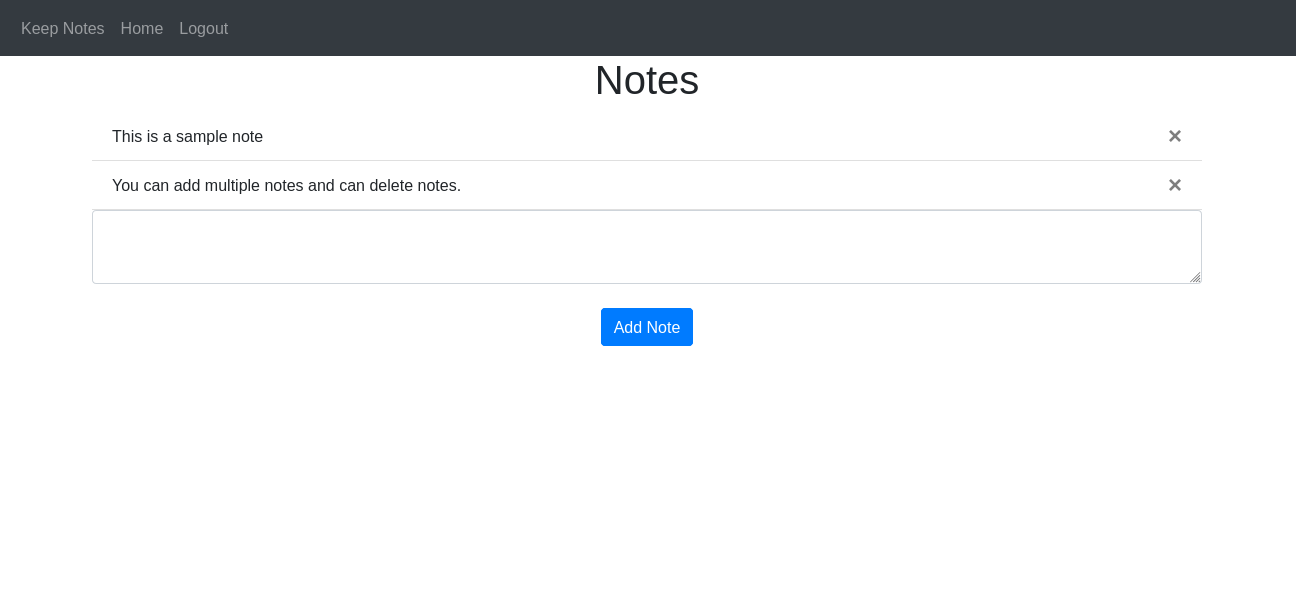 Keep Notes Home Logout
Notes
This is a sample note ×
You can add multiple notes and can delete notes. ×
Add Note